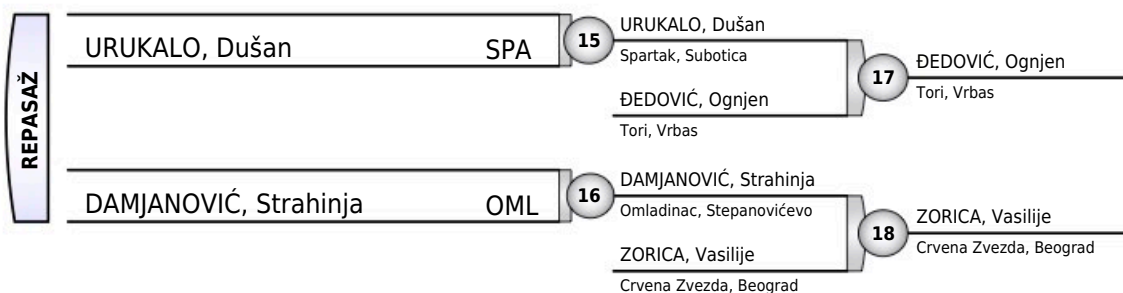 REPASAŽ
URUKALO, Dušan SPA
15
URUKALO, Dušan
Spartak, Subotica
ĐEDOVIĆ, Ognjen
Tori, Vrbas
17
ĐEDOVIĆ, Ognjen
Tori, Vrbas
DAMJANOVIĆ, Strahinja OML
16
DAMJANOVIĆ, Strahinja
Omladinac, Stepanovićevo
ZORICA, Vasilije
Crvena Zvezda, Beograd
18
ZORICA, Vasilije
Crvena Zvezda, Beograd